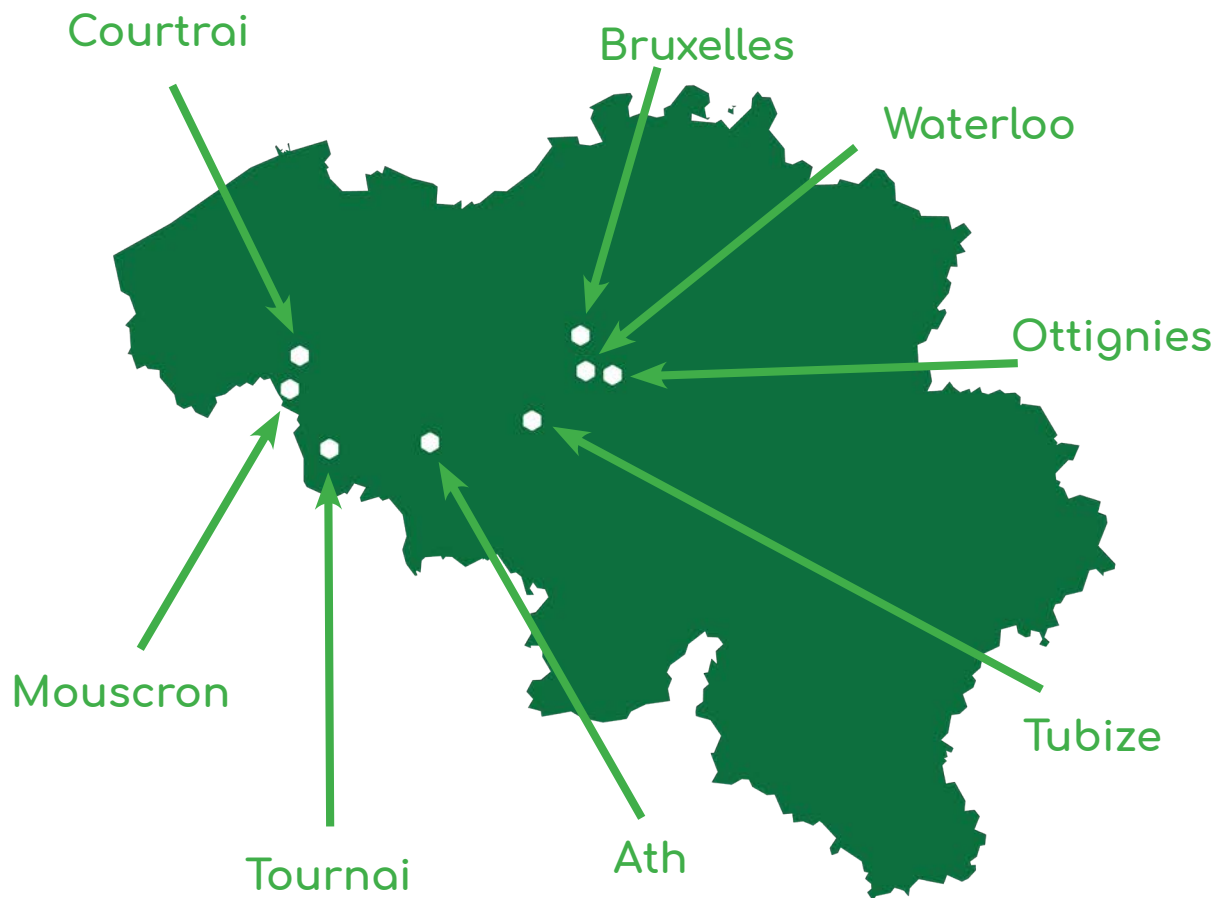 Courtrai
Bruxelles
Waterloo
Ottignies
Mouscron
Tubize
Ath
Tournai